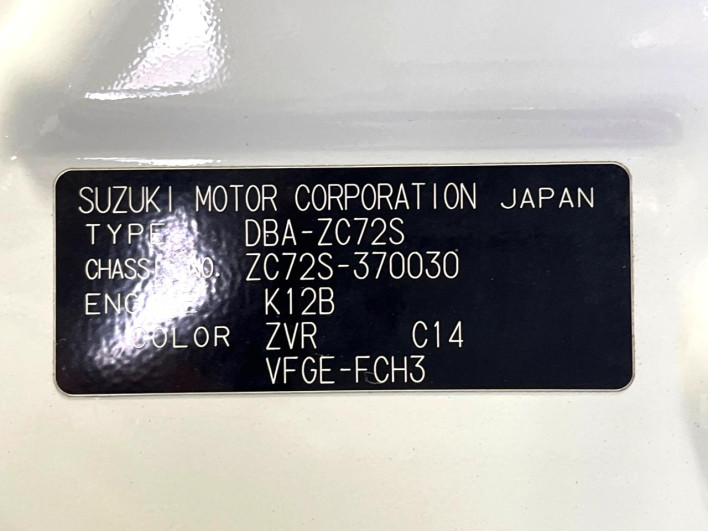 SUZUKI MOTOR CORPORATION JAPAN
TYPE DBA-ZC72S
CHASSIS NO. ZC72S-370030
ENGINE K12B
COLOR ZVR C14
VFGE-FCH3